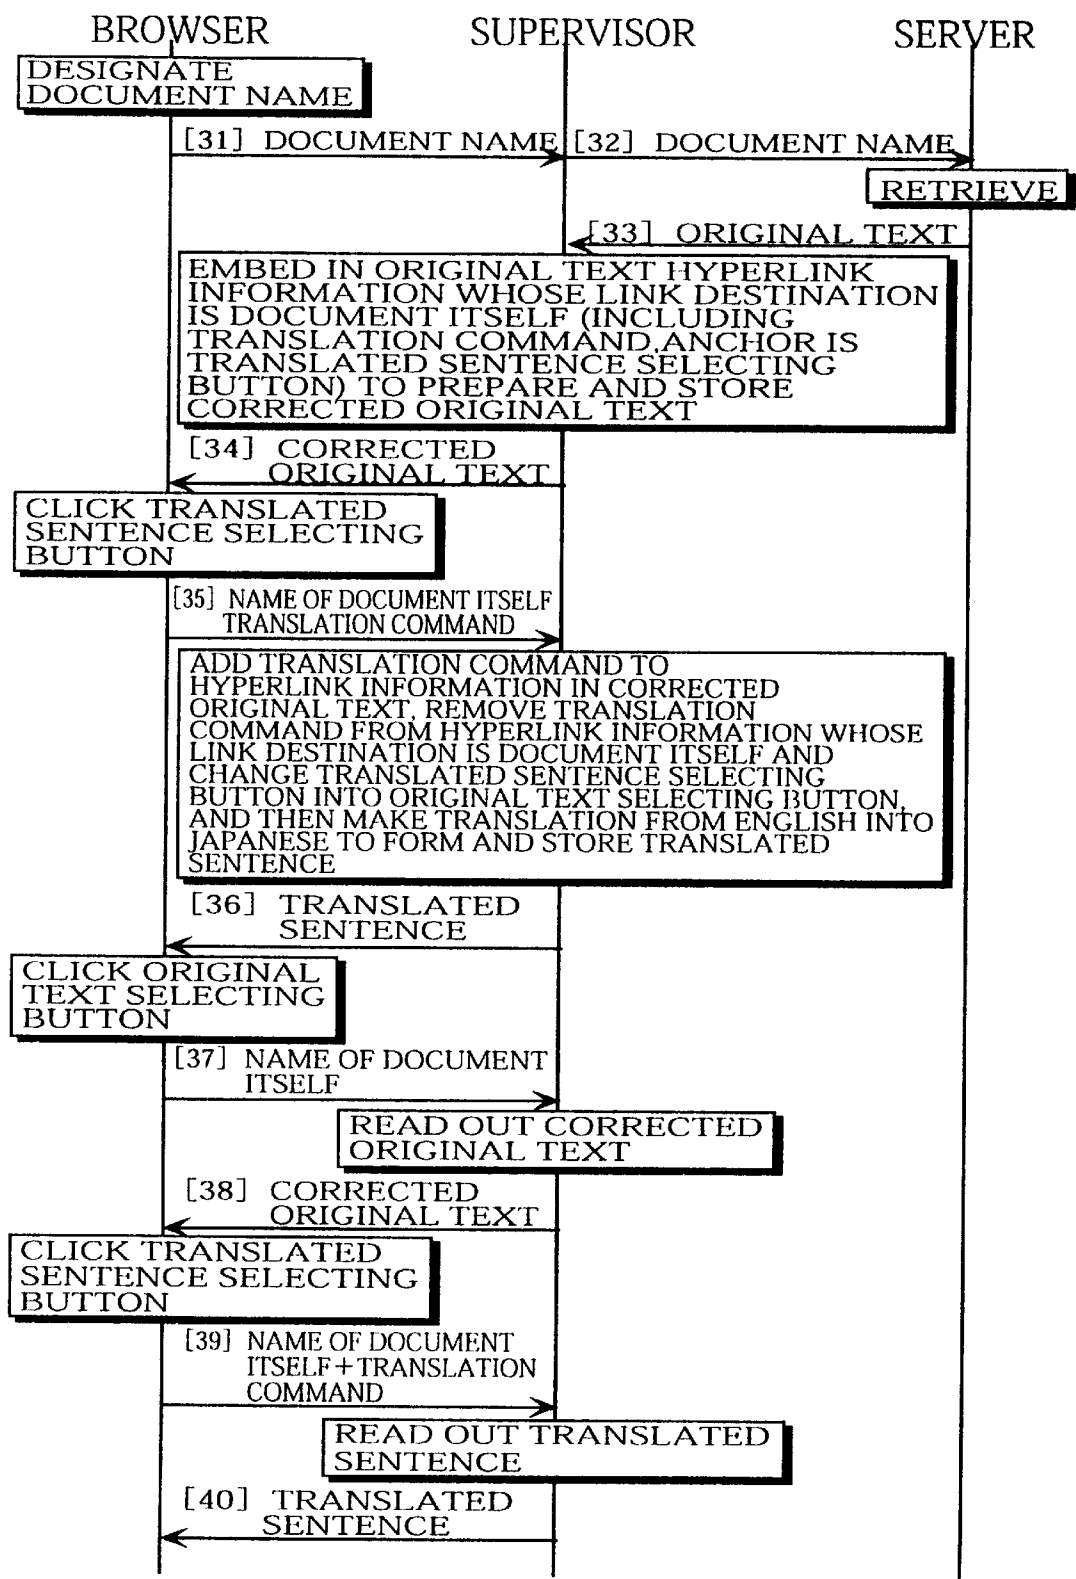 BROWSER SUPERVISOR SERVER
DESIGNATE
DOCUMENT NAME
[31] DOCUMENT NAME [32] DOCUMENT NAME
RETRIEVE
[33] ORIGINAL TEXT
EMBED IN ORIGINAL TEXT HYPERLINK
INFORMATION WHOSE LINK DESTINATION
IS DOCUMENT ITSELF (INCLUDING
TRANSLATION COMMAND,ANCHOR IS
TRANSLATED SENTENCE SELECTING
BUTTON) TO PREPARE AND STORE
CORRECTED ORIGINAL TEXT
[34] CORRECTED
ORIGINAL TEXT
CLICK TRANSLATED
SENTENCE SELECTING
BUTTON
[35] NAME OF DOCUMENT ITSELF
TRANSLATION COMMAND
ADD TRANSLATION COMMAND TO
HYPERLINK INFORMATION IN CORRECTED
ORIGINAL TEXT, REMOVE TRANSLATION
COMMAND FROM HYPERLINK INFORMATION WHOSE
LINK DESTINATION IS DOCUMENT ITSELF AND
CHANGE TRANSLATED SENTENCE SELECTING
BUTTON INTO ORIGINAL TEXT SELECTING BUTTON,
AND THEN MAKE TRANSLATION FROM ENGLISH INTO
JAPANESE TO FORM AND STORE TRANSLATED
SENTENCE
[36] TRANSLATED
SENTENCE
CLICK ORIGINAL
TEXT SELECTING
BUTTON
[37] NAME OF DOCUMENT
ITSELF
READ OUT CORRECTED
ORIGINAL TEXT
[38] CORRECTED
ORIGINAL TEXT
CLICK TRANSLATED
SENTENCE SELECTING
BUTTON
[39] NAME OF DOCUMENT
ITSELF+TRANSLATION
COMMAND
READ OUT TRANSLATED
SENTENCE
[40] TRANSLATED
SENTENCE